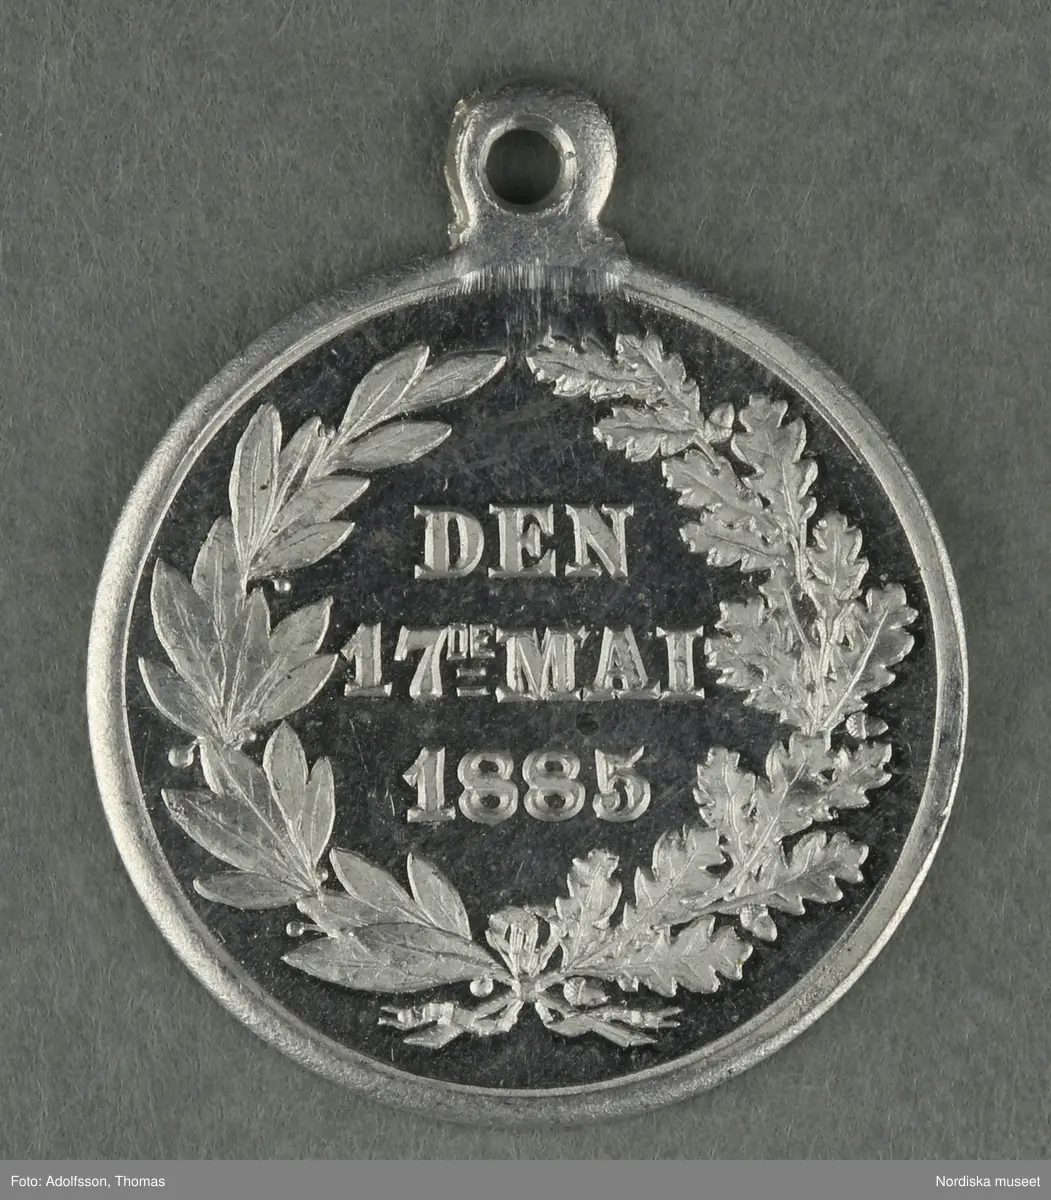 DEN
17DE MAI
1885
Foto: Adolfsson, Thomas
Nordiska museet